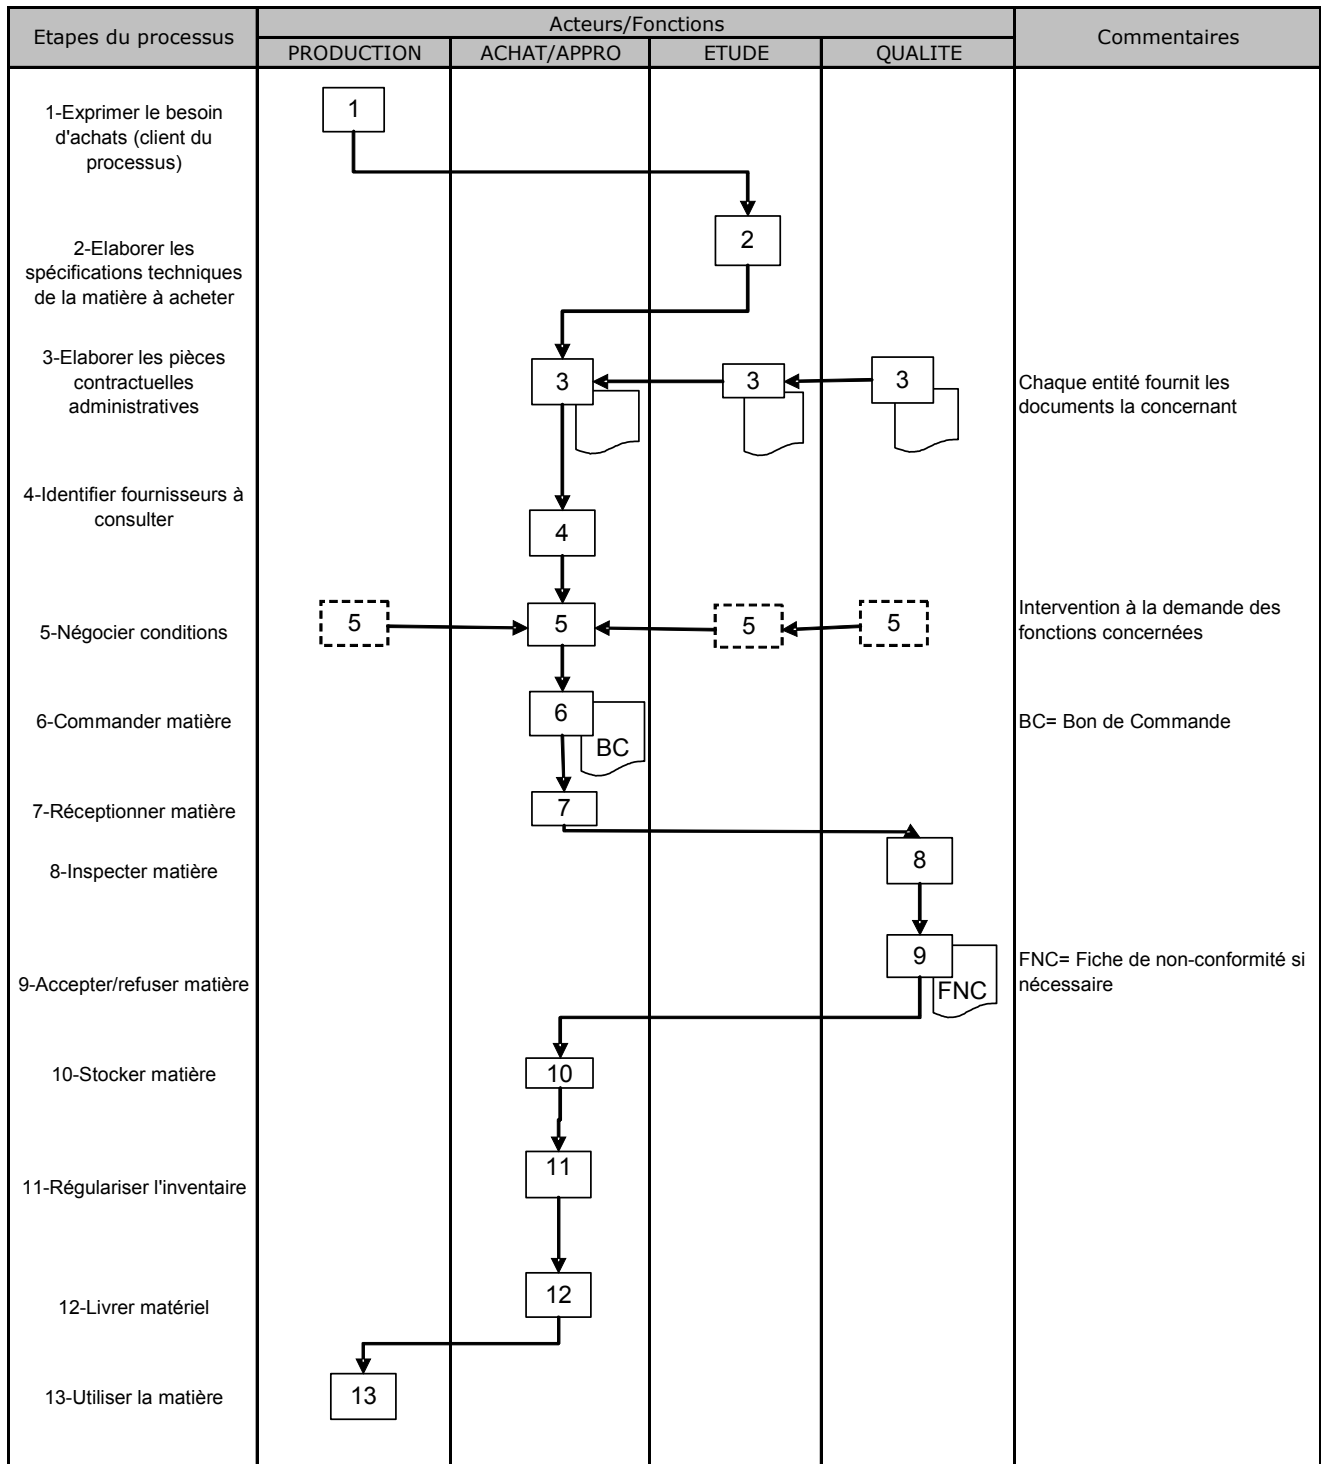 Etapes du processus
Acteurs/Fonctions
Commentaires
PRODUCTION
ACHAT/APPRO
ETUDE
QUALITE
1-Exprimer le besoin
d'achats (client du
processus)
1
2-Elaborer les
spécifications techniques
de la matière à acheter
2
3-Elaborer les pièces
contractuelles
administratives
3
3
3
Chaque entité fournit les
documents la concernant
4-Identifier fournisseurs à
consulter
4
5-Négocier conditions
5
5
5
5
Intervention à la demande des
fonctions concernées
6-Commander matière
6
BC
BC= Bon de Commande
7-Réceptionner matière
7
8-Inspecter matière
8
9-Accepter/refuser matière
9
FNC
FNC= Fiche de non-conformité si
nécessaire
10-Stocker matière
10
11-Régulariser l'inventaire
11
12-Livrer matériel
12
13-Utiliser la matière
13